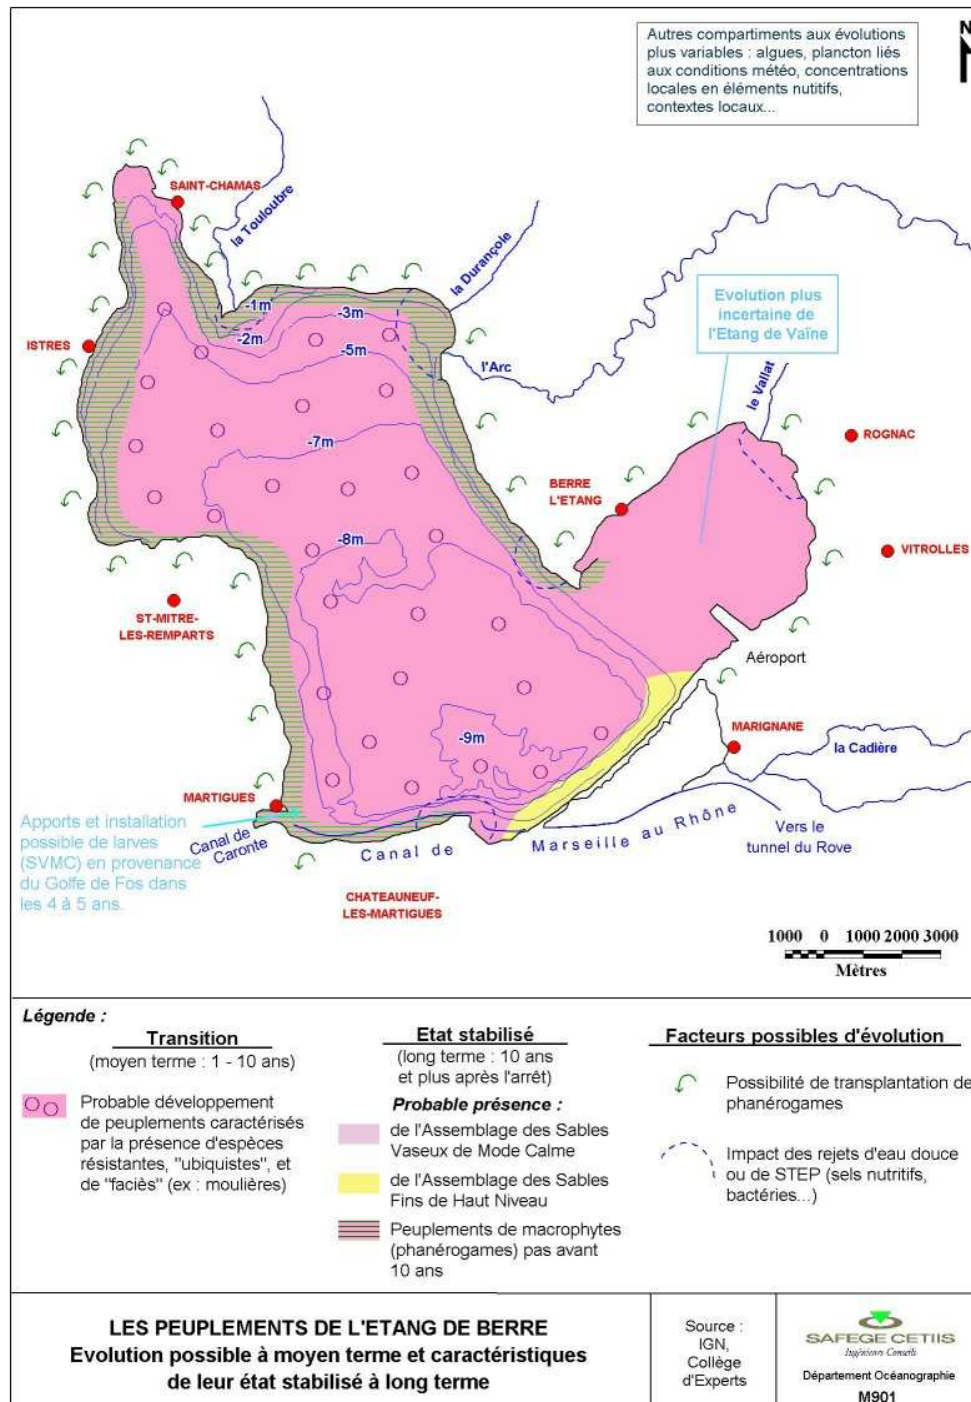 Autres compartiments aux évolutions
plus variables : algues, plancton liés
aux conditions météo, concentrations
locales en éléments nutitifs,
contextes locaux...
N
SAINT-CHAMAS
la Touloubre
la Durançole
-1m
-2m
-3m
-5m
Evolution plus
incertaine de
l'Etang de Vaïne
ISTRES
l'Arc
le Vallat
ROGNAC
-7m
BERRE
L'ETANG
-8m
VITROLLES
ST-MITRE-
LES-REMPARTS
Aéroport
-9m
MARIGNANE
la Cadière
MARTIGUES
Apports et installation
possible de larves
(SVMC) en provenance
du Golfe de Fos dans
les 4 à 5 ans.
Canal de
Caronte
Canal de Marseille au Rhône
Vers le
tunnel du Rove
CHATEAUNEUF-
LES-MARTIGUES
1000 0 1000 2000 3000
Mètres
Légende :
Transition
(moyen terme : 1 - 10 ans)
Probable développement
de peuplements caractérisés
par la présence d'espèces
résistantes, "ubiquistes", et
de "faciès" (ex : moulières)
Etat stabilisé
(long terme : 10 ans
et plus après l'arrêt)
Probable présence :
de l'Assemblage des Sables
Vaseux de Mode Calme
de l'Assemblage des Sables
Fins de Haut Niveau
Peuplements de macrophytes
(phanérogames) pas avant
10 ans
Facteurs possibles d'évolution
Possibilité de transplantation de
phanérogames
Impact des rejets d'eau douce
ou de STEP (sels nutritifs,
bactéries...)
LES PEUPLEMENTS DE L'ETANG DE BERRE
Evolution possible à moyen terme et caractéristiques
de leur état stabilisé à long terme
Source :
IGN,
Collège
d'Experts
SAFEGE CETIIS
Ingénieurs Conseils
Département Océanographie
M901